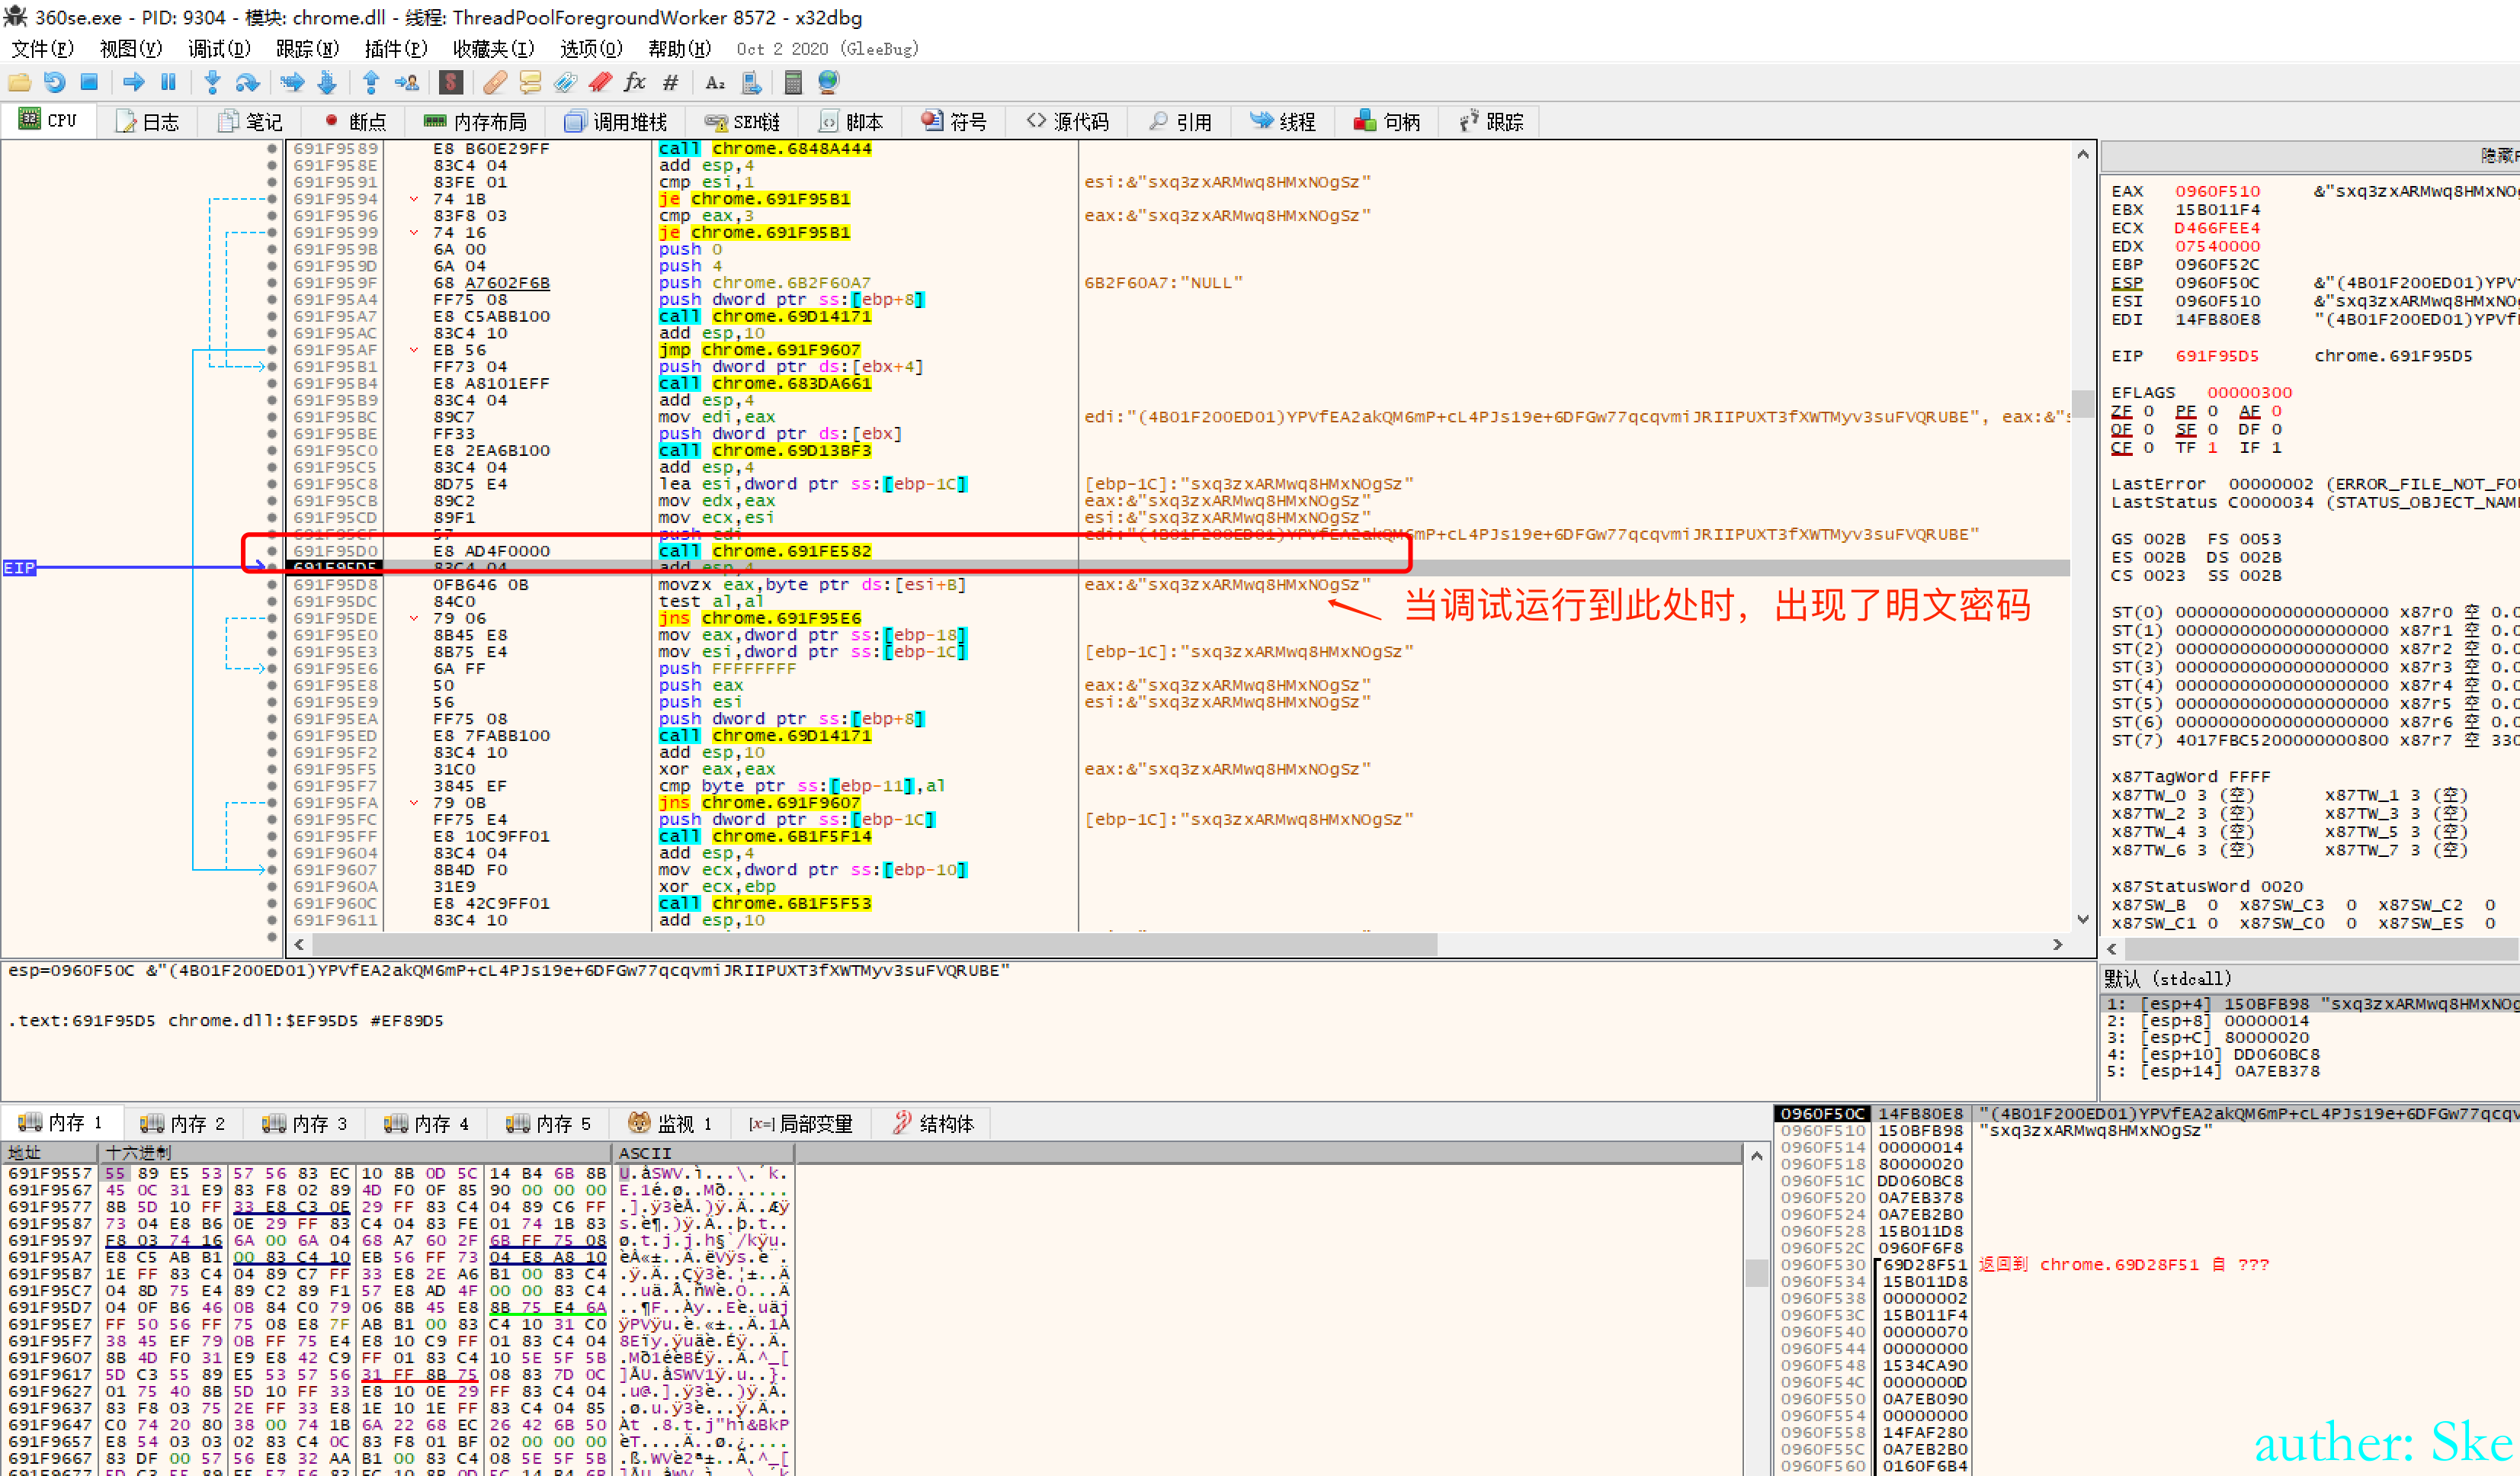 360se.exe - PID: 9304 - 模块: chrome.dll - 线程: ThreadPoolForegroundWorker 8572 - x32dbg
文件(F) 视图(V) 调试(D) 跟踪(N) 插件(P) 收藏夹(I) 选项(O) 帮助(H) Oct 2 2020 (GleeBug)
CPU 日志 笔记 断点 内存布局 调用堆栈 SEH链 脚本 符号 源代码 引用 线程 句柄 跟踪
691F9589 E8 B60E29FF call chrome.6848A444
691F958E 83C4 04 add esp,4
691F9591 83FE 01 cmp esi,1 esi:&"sxq3zxARMwq8HMxNOgSz"
691F9594 74 1B je chrome.691F95B1
691F9596 83F8 03 cmp eax,3 eax:&"sxq3zxARMwq8HMxNOgSz"
691F9599 74 16 je chrome.691F95B1
691F959B 6A 00 push 0
691F959D 6A 04 push 4
691F959F 68 A7602F6B push chrome.6B2F60A7 6B2F60A7:"NULL"
691F95A4 FF75 08 push dword ptr ss:[ebp+8]
691F95A7 E8 C5ABB100 call chrome.69D14171
691F95AC 83C4 10 add esp,10
691F95AF EB 56 jmp chrome.691F9607
691F95B1 FF73 04 push dword ptr ds:[ebx+4]
691F95B4 E8 A8101EFF call chrome.683DA661
691F95B9 83C4 04 add esp,4
691F95BC 89C7 mov edi,eax edi:"(4B01F200ED01)YPVfEA2akQM6mP+cL4PJs19e+6DFGw77qcqvmiJRIIPUXT3fXWTMyv3suFVQRUBE", eax:&"s
691F95BE FF33 push dword ptr ds:[ebx]
691F95C0 E8 2EA6B100 call chrome.69D13BF3
691F95C5 83C4 04 add esp,4
691F95C8 8D75 E4 lea esi,dword ptr ss:[ebp-1C] [ebp-1C]:"sxq3zxARMwq8HMxNOgSz"
691F95CB 89C2 mov edx,eax eax:&"sxq3zxARMwq8HMxNOgSz"
691F95CD 89F1 mov ecx,esi esi:&"sxq3zxARMwq8HMxNOgSz"
691F95CF 57 push edi edi:"(4B01F200ED01)YPVfEA2akQM6mP+cL4PJs19e+6DFGw77qcqvmiJRIIPUXT3fXWTMyv3suFVQRUBE"
691F95D0 E8 AD4F0000 call chrome.691FE582
EIP 691F95D5 83C4 04 add esp,4
691F95D8 0FB646 0B movzx eax,byte ptr ds:[esi+B] eax:&"sxq3zxARMwq8HMxNOgSz"
691F95DC 84C0 test al,al
当调试运行到此处时，出现了明文密码
691F95DE 79 06 jns chrome.691F95E6
691F95E0 8B45 E8 mov eax,dword ptr ss:[ebp-18]
691F95E3 8B75 E4 mov esi,dword ptr ss:[ebp-1C] [ebp-1C]:"sxq3zxARMwq8HMxNOgSz"
691F95E6 6A FF push FFFFFFFF
691F95E8 50 push eax eax:&"sxq3zxARMwq8HMxNOgSz"
691F95E9 56 push esi esi:&"sxq3zxARMwq8HMxNOgSz"
691F95EA FF75 08 push dword ptr ss:[ebp+8]
691F95ED E8 7FABB100 call chrome.69D14171
691F95F2 83C4 10 add esp,10
691F95F5 31C0 xor eax,eax eax:&"sxq3zxARMwq8HMxNOgSz"
691F95F7 3845 EF cmp byte ptr ss:[ebp-11],al
691F95FA 79 0B jns chrome.691F9607
691F95FC FF75 E4 push dword ptr ss:[ebp-1C] [ebp-1C]:"sxq3zxARMwq8HMxNOgSz"
691F95FF E8 10C9FF01 call chrome.6B1F5F14
691F9604 83C4 04 add esp,4
691F9607 8B4D F0 mov ecx,dword ptr ss:[ebp-10]
691F960A 31E9 xor ecx,ebp
691F960C E8 42C9FF01 call chrome.6B1F5F53
691F9611 83C4 10 add esp,10
EAX 0960F510 &"sxq3zxARMwq8HMxNO
EBX 15B011F4
ECX D466FEE4
EDX 07540000
EBP 0960F52C
ESP 0960F50C &"(4B01F200ED01)YPV
ESI 0960F510 &"sxq3zxARMwq8HMxNO
EDI 14FB80E8 "(4B01F200ED01)YPVf
EIP 691F95D5 chrome.691F95D5
EFLAGS 00000300
ZF 0 PF 0 AF 0
OF 0 SF 0 DF 0
CF 0 TF 1 IF 1
LastError 00000002 (ERROR_FILE_NOT_FOU
LastStatus C0000034 (STATUS_OBJECT_NAM
GS 002B FS 0053
ES 002B DS 002B
CS 0023 SS 002B
ST(0) 00000000000000000000 x87r0 空 0.0
ST(1) 00000000000000000000 x87r1 空 0.0
ST(2) 00000000000000000000 x87r2 空 0.0
ST(3) 00000000000000000000 x87r3 空 0.0
ST(4) 00000000000000000000 x87r4 空 0.0
ST(5) 00000000000000000000 x87r5 空 0.0
ST(6) 00000000000000000000 x87r6 空 0.0
ST(7) 4017FBC5200000000800 x87r7 空 330
x87TagWord FFFF
x87TW_0 3 (空) x87TW_1 3 (空)
x87TW_2 3 (空) x87TW_3 3 (空)
x87TW_4 3 (空) x87TW_5 3 (空)
x87TW_6 3 (空) x87TW_7 3 (空)
x87StatusWord 0020
x87SW_B 0 x87SW_C3 0 x87SW_C2 0
x87SW_C1 0 x87SW_C0 0 x87SW_ES 0
esp=0960F50C &"(4B01F200ED01)YPVfEA2akQM6mP+cL4PJs19e+6DFGw77qcqvmiJRIIPUXT3fXWTMyv3suFVQRUBE"
.text:691F95D5 chrome.dll:$EF95D5 #EF89D5
默认 (stdcall)
1: [esp+4] 150BFB98 "sxq3zxARMwq8HMxNO
2: [esp+8] 00000014
3: [esp+C] 80000020
4: [esp+10] DD060BC8
5: [esp+14] 0A7EB378
内存 1 内存 2 内存 3 内存 4 内存 5 监视 1 [x=]局部变量 结构体
地址 十六进制 ASCII
691F9557 55 89 E5 53 57 56 83 EC 10 8B 0D 5C 14 B4 6B 8B
691F9567 45 0C 31 E9 83 F8 02 89 4D F0 0F 85 90 00 00 00
691F9577 8B 5D 10 FF 33 E8 C3 0E 29 FF 83 C4 04 89 C6 FF
691F9587 73 04 E8 B6 0E 29 FF 83 C4 04 83 FE 01 74 1B 83
691F9597 F8 03 74 16 6A 00 6A 04 68 A7 60 2F 6B FF 75 08
691F95A7 E8 C5 AB B1 00 83 C4 10 EB 56 FF 73 04 E8 A8 10
691F95B7 1E FF 83 C4 04 89 C7 FF 33 E8 2E A6 B1 00 83 C4
691F95C7 04 8D 75 E4 89 C2 89 F1 57 E8 AD 4F 00 00 83 C4
691F95D7 04 0F B6 46 0B 84 C0 79 06 8B 45 E8 8B 75 E4 6A
691F95E7 FF 50 56 FF 75 08 E8 7F AB B1 00 83 C4 10 31 C0
691F95F7 38 45 EF 79 0B FF 75 E4 E8 10 C9 FF 01 83 C4 04
691F9607 8B 4D F0 31 E9 E8 42 C9 FF 01 83 C4 10 5E 5F 5B
691F9617 5D C3 55 89 E5 53 57 56 31 FF 8B 75 08 83 7D 0C
691F9627 01 75 40 8B 5D 10 FF 33 E8 10 0E 29 FF 83 C4 04
691F9637 83 F8 03 75 2E FF 33 E8 1E 10 1E FF 83 C4 04 85
691F9647 C0 74 20 80 38 00 74 1B 6A 22 68 EC 26 42 6B 50
691F9657 E8 54 03 03 02 83 C4 0C 83 F8 01 BF 02 00 00 00
691F9667 83 DF 00 57 56 E8 32 AA B1 00 83 C4 08 5E 5F 5B
0960F50C 14FB80E8 "(4B01F200ED01)YPVfEA2akQM6mP+cL4PJs19e+6DFGw77qcqv
0960F510 150BFB98 "sxq3zxARMwq8HMxNOgSz"
0960F514 00000014
0960F518 80000020
0960F51C DD060BC8
0960F520 0A7EB378
0960F524 0A7EB2B0
0960F528 15B011D8
0960F52C 0960F6F8
0960F530 69D28F51 返回到 chrome.69D28F51 自 ???
0960F534 15B011D8
0960F538 00000002
0960F53C 15B011F4
0960F540 00000070
0960F544 00000000
0960F548 1534CA90
0960F54C 0000000D
0960F550 0A7EB090
0960F554 00000000
0960F558 14FAF280
0960F55C 0A7EB2B0
0960F560 0160F6B4
auther: Ske